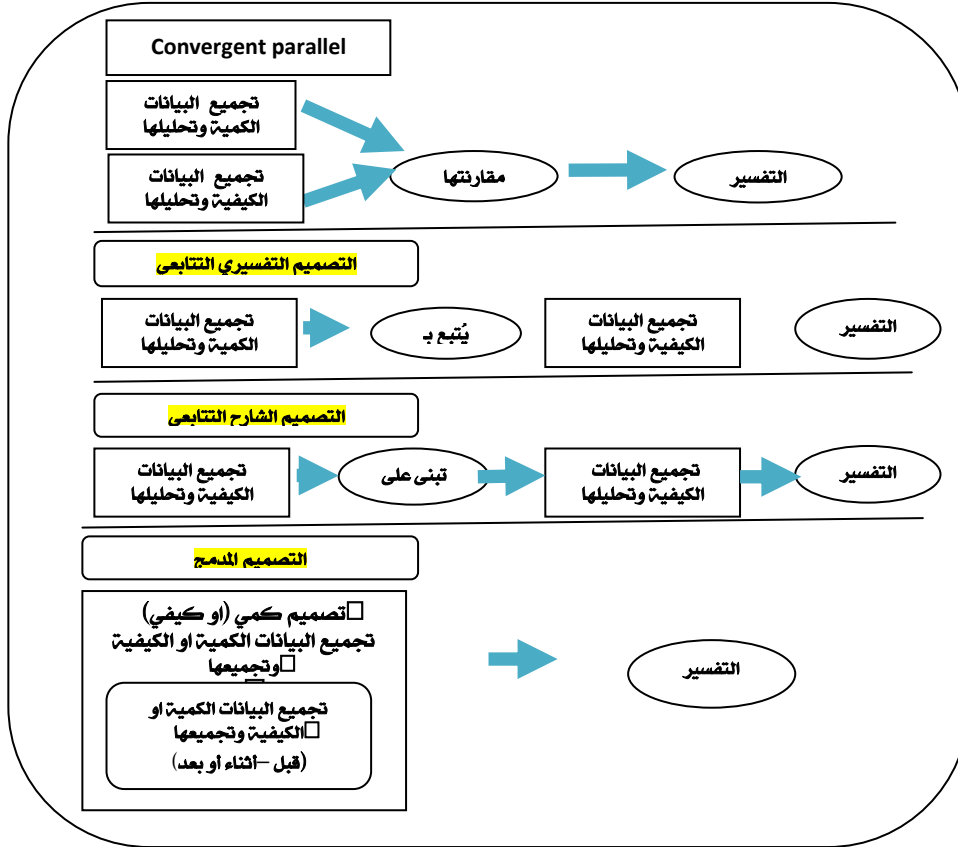 Convergent parallel
تجميع البيانات
الكمية وتحليلها
تجميع البيانات
الكيفية وتحليلها
مقارنتها
التفسير
التصميم التفسيري التتابعي
تجميع البيانات
الكمية وتحليلها
يُتبع بـ
تجميع البيانات
الكيفية وتحليلها
التفسير
التصميم الشارح التتابعي
تجميع البيانات
الكيفية وتحليلها
تبنى على
تجميع البيانات
الكيفية وتحليلها
التفسير
التصميم المدمج
تصميم كمي (او كيفي)
تجميع البيانات الكمية او الكيفية
وتجميعها
تجميع البيانات الكمية او
الكيفية وتجميعها
(قبل –أثناء أو بعد)
التفسير